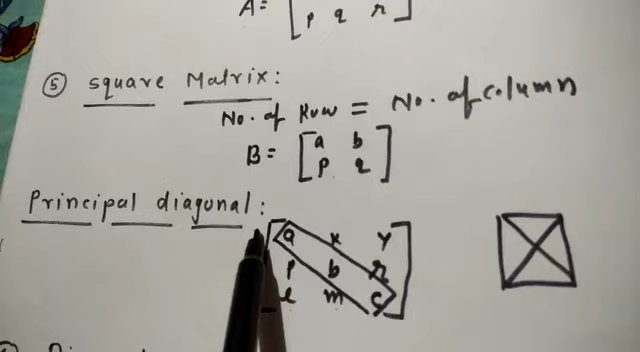 A= [ p q r ]
⑤ Square Matrix:
No. of Row = No. of column
B= [ a b
p q ]
Principal diagonal:
[ a x y
p b r
l m c ]